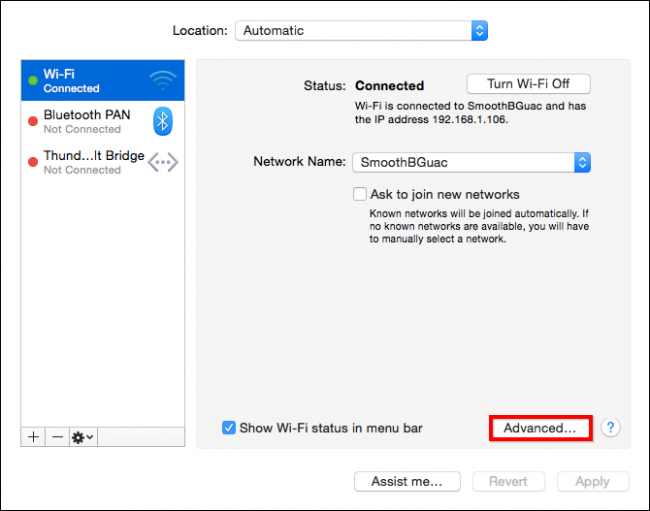 Location: Automatic
Wi-Fi
Connected
Bluetooth PAN
Not Connected
Thund...lt Bridge
Not Connected
Status: Connected Turn Wi-Fi Off
Wi-Fi is connected to SmoothBGuac and has
the IP address 192.168.1.106.
Network Name: SmoothBGuac
Ask to join new networks
Known networks will be joined automatically. If
no known networks are available, you will have
to manually select a network.
Show Wi-Fi status in menu bar Advanced... ?
Assist me... Revert Apply